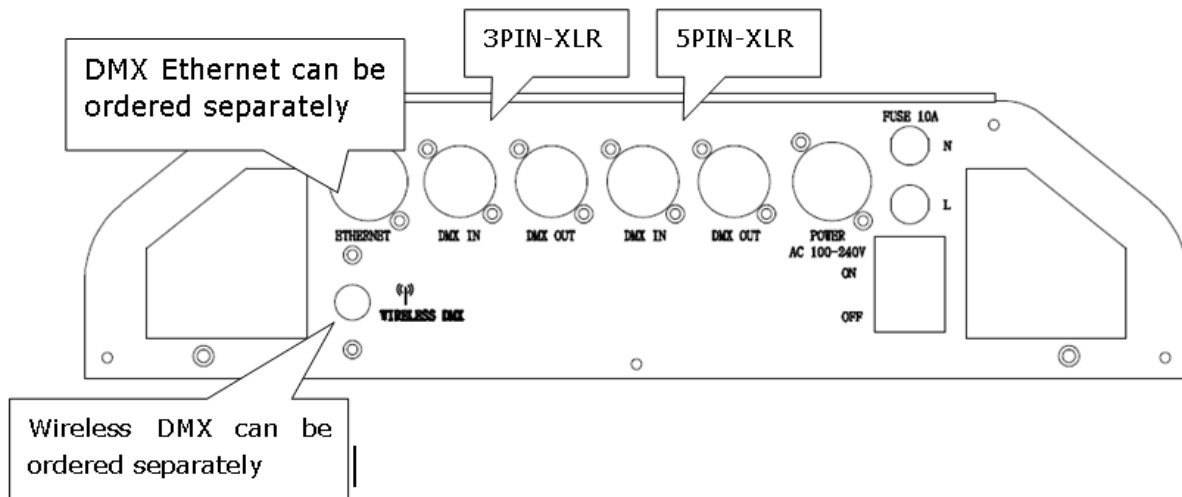 3PIN-XLR
5PIN-XLR
DMX Ethernet can be
ordered separately
FUSE 10A
N
L
ETHERNET
DMX IN
DMX OUT
DMX IN
DMX OUT
POWER
AC 100-240V
ON
OFF
WIRELESS DMX
Wireless DMX can be
ordered separately